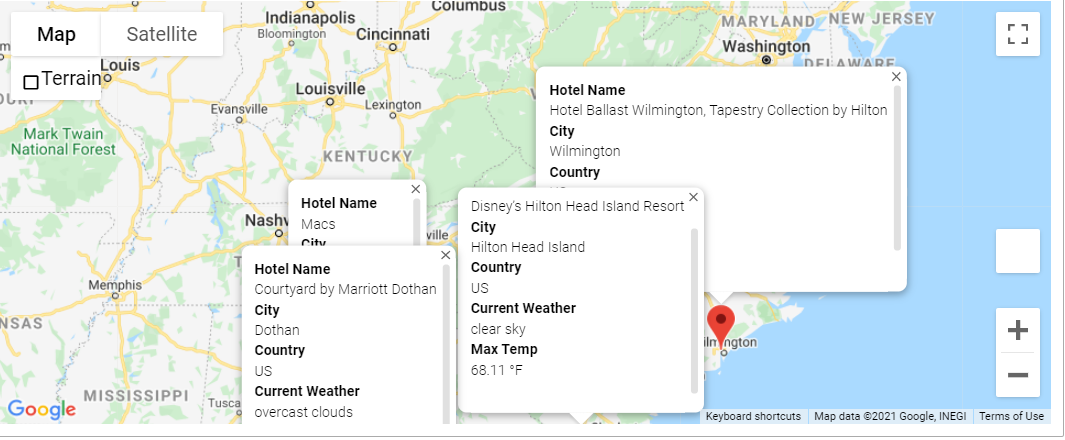 Map
Satellite
Terrain
Indianapolis
Bloomington
Columbus
Cincinnati
MARYLAND
NEW JERSEY
Washington
DELAWARE
Louis
Louisville
Evansville
Lexington
Mark Twain
National Forest
KENTUCKY
Hotel Name
Hotel Ballast Wilmington, Tapestry Collection by Hilton
City
Wilmington
Country
Hotel Name
Macs
City
Nashv
ville
Disney's Hilton Head Island Resort
City
Hilton Head Island
Country
US
Current Weather
clear sky
Max Temp
68.11 °F
Hotel Name
Courtyard by Marriott Dothan
City
Dothan
Country
US
Current Weather
overcast clouds
Memphis
NSAS
MISSISSIPPI
Tusca
ilmington
Google
Keyboard shortcuts
Map data ©2021 Google, INEGI
Terms of Use